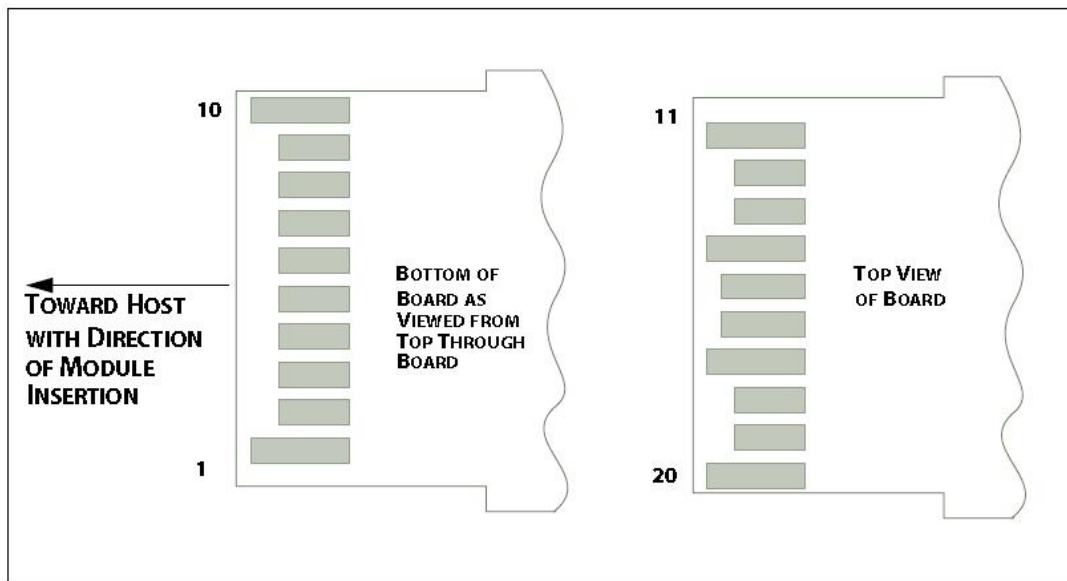 10
1
TOWARD HOST
WITH DIRECTION
OF MODULE
INSERTION
BOTTOM OF
BOARD AS
VIEWED FROM
TOP THROUGH
BOARD
11
20
TOP VIEW
OF BOARD